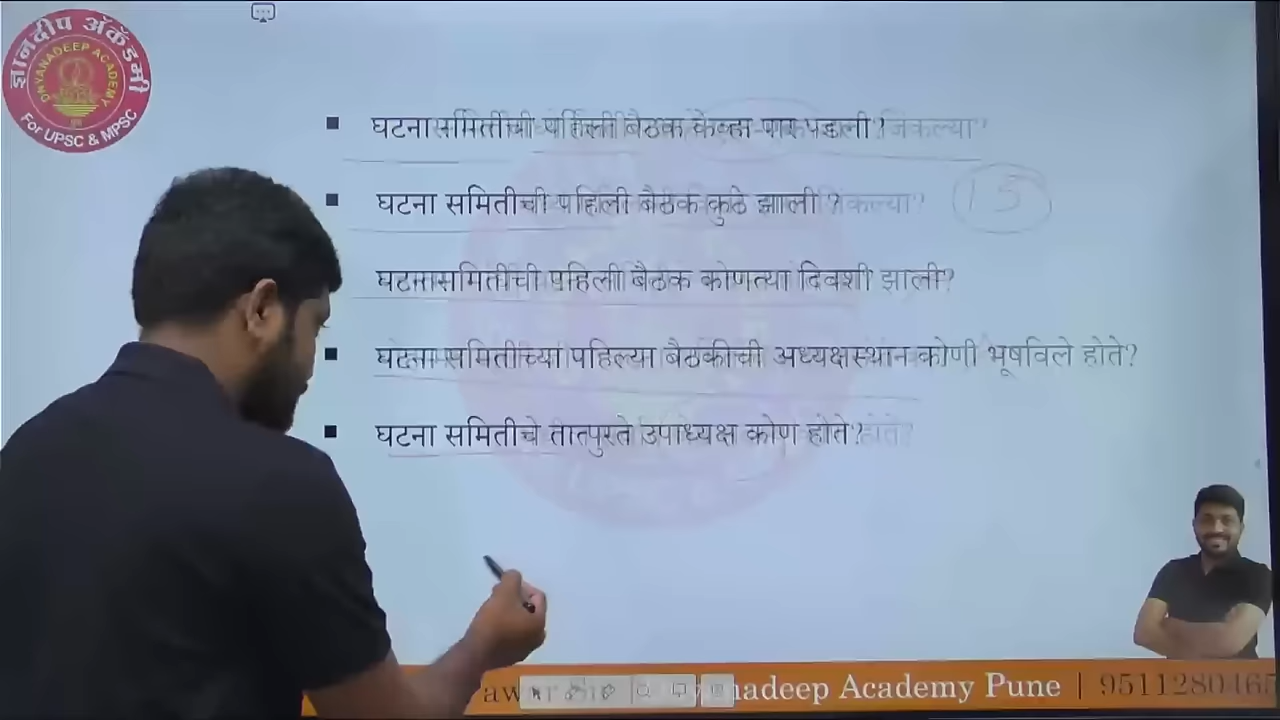 ज्ञानदीप अ‍ॅकॅडमी
DNYANADEEP ACADEMY
For UPSC & MPSC
घटना समितीची पहिली बैठक केव्हा पार पडली?
घटना समितीची पहिली बैठक कुठे झाली?
15
घटना समितीची पहिली बैठक कोणत्या दिवशी झाली?
घटना समितीच्या पहिल्या बैठकीची अध्यक्षस्थान कोणी भूषविले होते?
घटना समितीचे तात्पुरते उपाध्यक्ष कोण होते?
nadeep Academy Pune | 9511280465